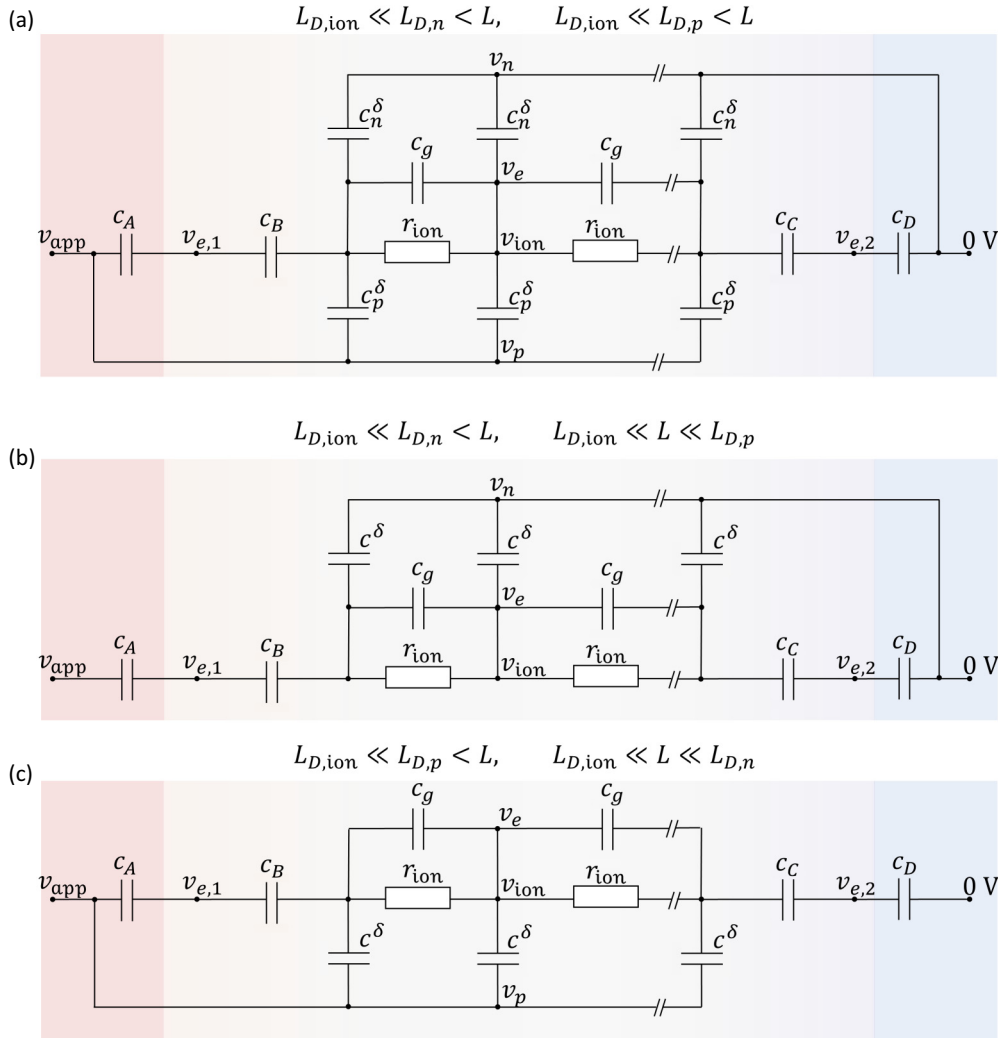 (a)
L_{D,ion} ≪ L_{D,n} < L, L_{D,ion} ≪ L_{D,p} < L
v_n
c_n^δ c_n^δ c_n^δ
c_g c_g
v_e
c_A c_B r_ion r_ion c_C c_D
v_app v_{e,1} v_ion v_{e,2} 0 V
c_p^δ c_p^δ c_p^δ
v_p
(b)
L_{D,ion} ≪ L_{D,n} < L, L_{D,ion} ≪ L ≪ L_{D,p}
v_n
c^δ c^δ c^δ
c_g c_g
v_e
c_A c_B r_ion r_ion c_C c_D
v_app v_{e,1} v_ion v_{e,2} 0 V
(c)
L_{D,ion} ≪ L_{D,p} < L, L_{D,ion} ≪ L ≪ L_{D,n}
c_g c_g
v_e
c_A c_B r_ion r_ion c_C c_D
v_app v_{e,1} v_ion v_{e,2} 0 V
c^δ c^δ c^δ
v_p